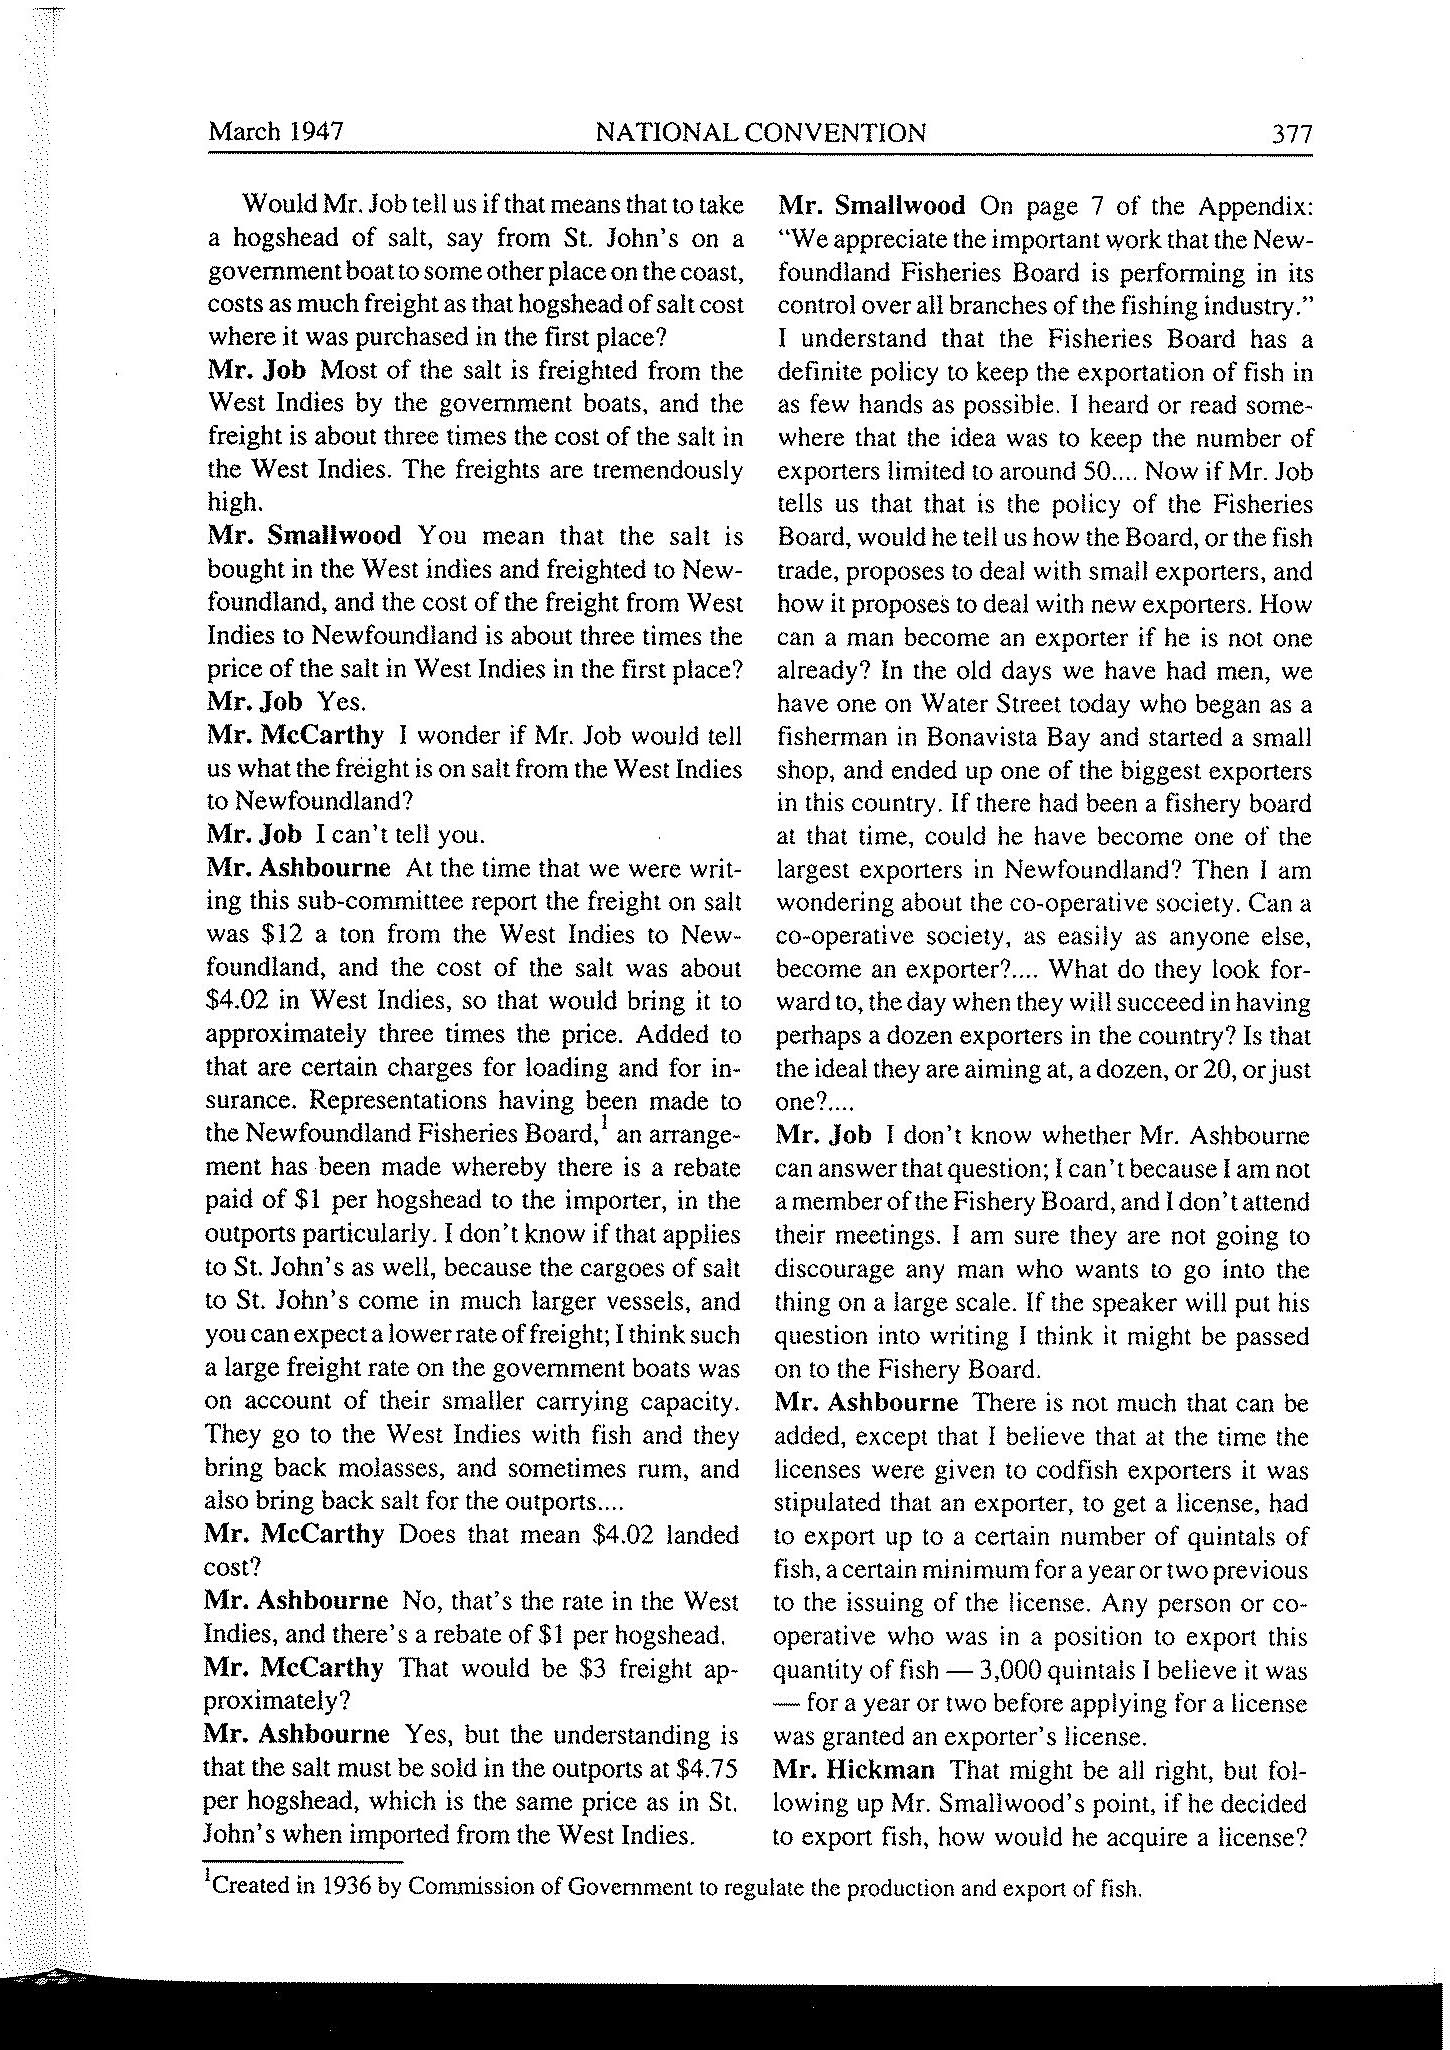 March 1947 NATIONAL CONVENTION 377
Would Mr. Job tell us if that means that to take
a hogshead of salt, say from St. John's on a
government boat to some other place on the coast,
costs as much freight as that hogshead of salt cost
where it was purchased in the first place?
Mr. Job Most of the salt is freighted from the
West Indies by the government boats, and the
freight is about three times the cost of the salt in
the West Indies. The freights are tremendously
high.
Mr. Smallwood You mean that the salt is
bought in the West indies and freighted to New-
foundland, and the cost of the freight from West
Indies to Newfoundland is about three times the
price of the salt in West Indies in the first place?
Mr. Job Yes.
Mr. McCarthy I wonder if Mr. Job would tell
us what the freight is on salt from the West Indies
to Newfoundland?
Mr. Job I can't tell you.
Mr. Ashbourne At the time that we were writ-
ing this sub-committee report the freight on salt
was $12 a ton from the West Indies to New-
foundland, and the cost of the salt was about
$4.02 in West Indies, so that would bring it to
approximately three times the price. Added to
that are certain charges for loading and for in-
surance. Representations having been made to
the Newfoundland Fisheries Board,1 an arrange-
ment has been made whereby there is a rebate
paid of $1 per hogshead to the importer, in the
outports particularly. I don't know if that applies
to St. John's as well, because the cargoes of salt
to St. John's come in much larger vessels, and
you can expect a lower rate of freight; I think such
a large freight rate on the government boats was
on account of their smaller carrying capacity.
They go to the West Indies with fish and they
bring back molasses, and sometimes rum, and
also bring back salt for the outports....
Mr. McCarthy Does that mean $4.02 landed
cost?
Mr. Ashbourne No, that's the rate in the West
Indies, and there's a rebate of $1 per hogshead.
Mr. McCarthy That would be $3 freight ap-
proximately?
Mr. Ashbourne Yes, but the understanding is
that the salt must be sold in the outports at $4.75
per hogshead, which is the same price as in St.
John's when imported from the West Indies.
Mr. Smallwood On page 7 of the Appendix:
"We appreciate the important work that the New-
foundland Fisheries Board is performing in its
control over all branches of the fishing industry."
I understand that the Fisheries Board has a
definite policy to keep the exportation of fish in
as few hands as possible. I heard or read some-
where that the idea was to keep the number of
exporters limited to around 50.... Now if Mr. Job
tells us that that is the policy of the Fisheries
Board, would he tell us how the Board, or the fish
trade, proposes to deal with small exporters, and
how it proposes to deal with new exporters. How
can a man become an exporter if he is not one
already? In the old days we have had men, we
have one on Water Street today who began as a
fisherman in Bonavista Bay and started a small
shop, and ended up one of the biggest exporters
in this country. If there had been a fishery board
at that time, could he have become one of the
largest exporters in Newfoundland? Then I am
wondering about the co-operative society. Can a
co-operative society, as easily as anyone else,
become an exporter?.... What do they look for-
ward to, the day when they will succeed in having
perhaps a dozen exporters in the country? Is that
the ideal they are aiming at, a dozen, or 20, or just
one?....
Mr. Job I don't know whether Mr. Ashbourne
can answer that question; I can't because I am not
a member of the Fishery Board, and I don't attend
their meetings. I am sure they are not going to
discourage any man who wants to go into the
thing on a large scale. If the speaker will put his
question into writing I think it might be passed
on to the Fishery Board.
Mr. Ashbourne There is not much that can be
added, except that I believe that at the time the
licenses were given to codfish exporters it was
stipulated that an exporter, to get a license, had
to export up to a certain number of quintals of
fish, a certain minimum for a year or two previous
to the issuing of the license. Any person or co-
operative who was in a position to export this
quantity of fish — 3,000 quintals I believe it was
— for a year or two before applying for a license
was granted an exporter's license.
Mr. Hickman That might be all right, but fol-
lowing up Mr. Smallwood's point, if he decided
to export fish, how would he acquire a license?
1Created in 1936 by Commission of Government to regulate the production and export of fish.